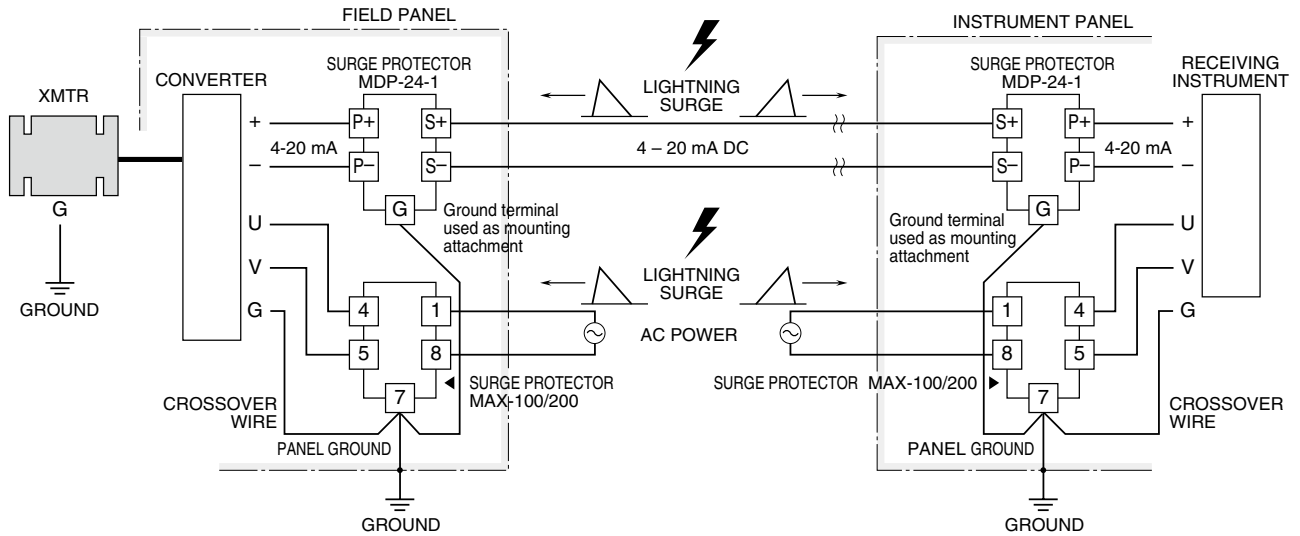 FIELD PANEL
INSTRUMENT PANEL
XMTR
CONVERTER
SURGE PROTECTOR
MDP-24-1
LIGHTNING
SURGE
SURGE PROTECTOR
MDP-24-1
RECEIVING
INSTRUMENT
+
P+
S+
S+
P+
+
4-20 mA
4 – 20 mA DC
4-20 mA
–
P–
S–
S–
P–
–
G
G
G
GROUND
Ground terminal
used as mounting
attachment
Ground terminal
used as mounting
attachment
U
V
G
U
V
G
LIGHTNING
SURGE
AC POWER
4
1
5
8
7
1
4
8
5
7
SURGE PROTECTOR
MAX-100/200
SURGE PROTECTOR MAX-100/200
CROSSOVER
WIRE
CROSSOVER
WIRE
PANEL GROUND
PANEL GROUND
GROUND
GROUND